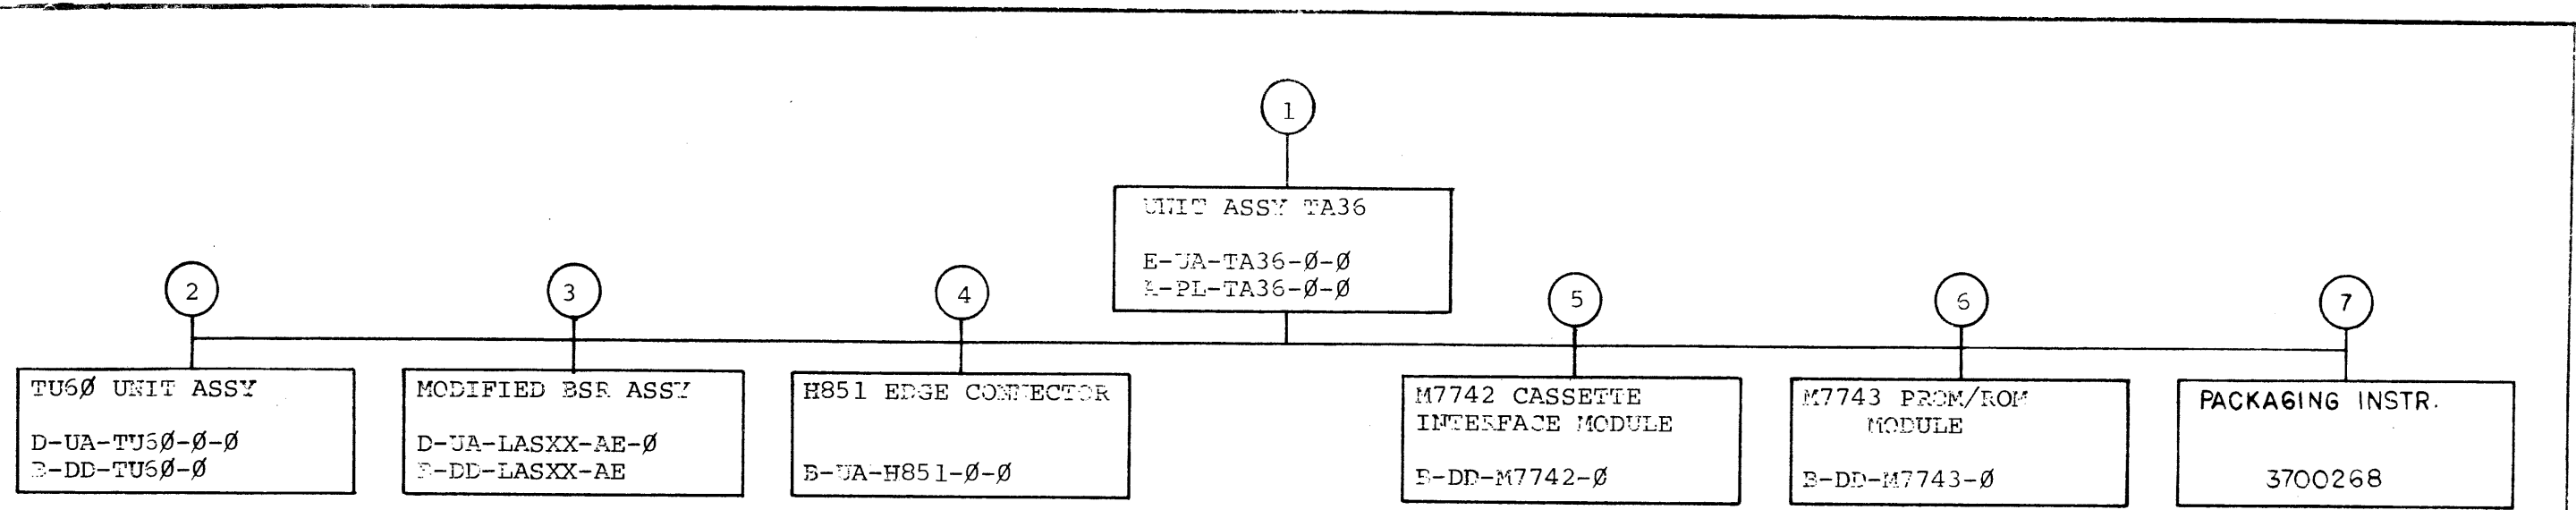 1
UNIT ASSY TA36
E-UA-TA36-Ø-Ø
A-PL-TA36-Ø-Ø
2
3
4
5
6
7
TU6Ø UNIT ASSY
D-UA-TU6Ø-Ø-Ø
B-DD-TU6Ø-Ø
MODIFIED BSR ASSY
D-UA-LASXX-AE-Ø
B-DD-LASXX-AE
H851 EDGE CONNECTOR
B-UA-H851-Ø-Ø
M7742 CASSETTE
INTERFACE MODULE
B-DD-M7742-Ø
M7743 PROM/ROM
MODULE
B-DD-M7743-Ø
PACKAGING INSTR.
3700268